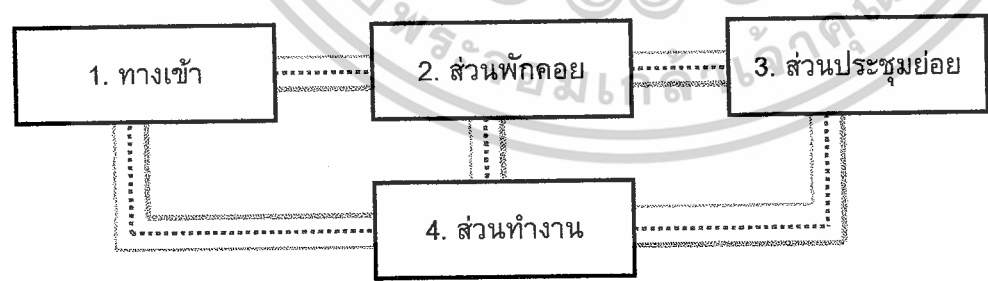 1. ทางเข้า
2. ส่วนพักคอย
3. ส่วนประชุมย่อย
4. ส่วนทำงาน